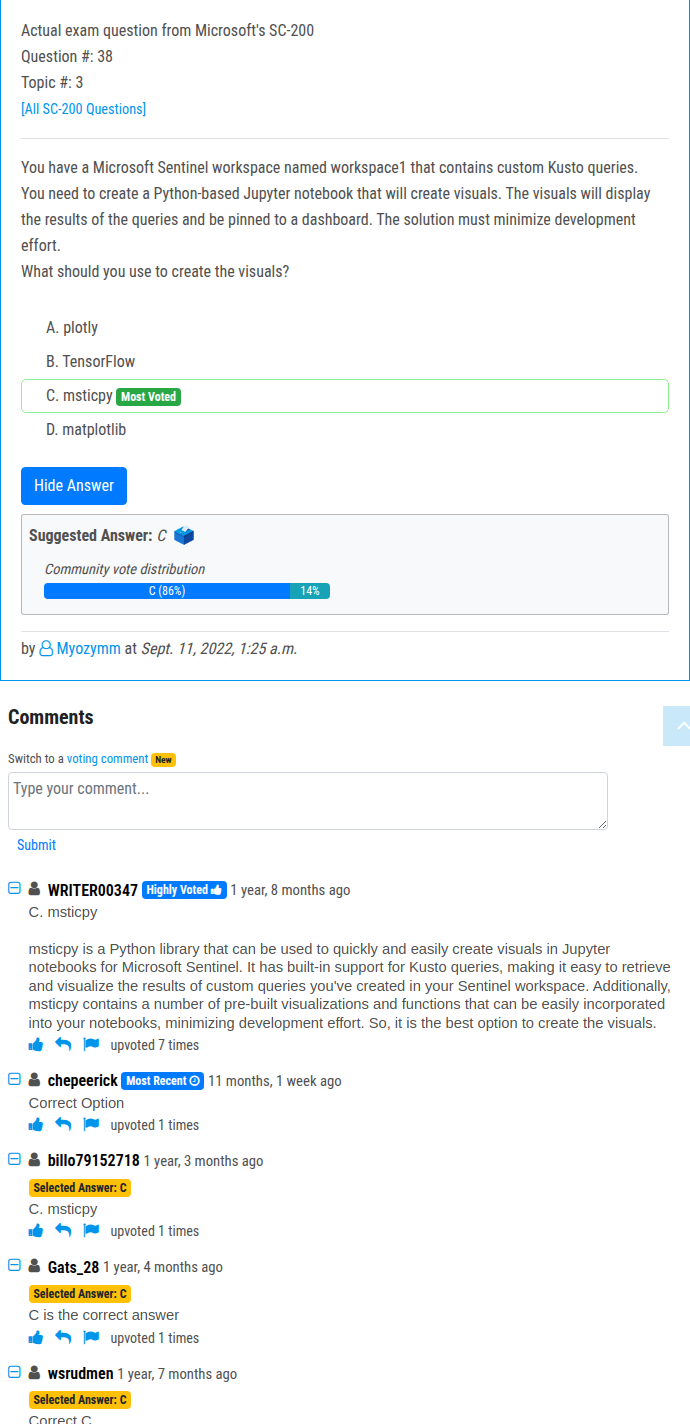 Actual exam question from Microsoft's SC-200
Question #: 38
Topic #: 3
[All SC-200 Questions]
You have a Microsoft Sentinel workspace named workspace1 that contains custom Kusto queries.
You need to create a Python-based Jupyter notebook that will create visuals. The visuals will display
the results of the queries and be pinned to a dashboard. The solution must minimize development
effort.
What should you use to create the visuals?
A. plotly
B. TensorFlow
C. msticpy Most Voted
D. matplotlib
Hide Answer
Suggested Answer: C
Community vote distribution
C (86%) 14%
by Myozymm at Sept. 11, 2022, 1:25 a.m.
Comments
Switch to a voting comment New
Type your comment...
Submit
WRITER00347 Highly Voted 1 year, 8 months ago
C. msticpy
msticpy is a Python library that can be used to quickly and easily create visuals in Jupyter
notebooks for Microsoft Sentinel. It has built-in support for Kusto queries, making it easy to retrieve
and visualize the results of custom queries you've created in your Sentinel workspace. Additionally,
msticpy contains a number of pre-built visualizations and functions that can be easily incorporated
into your notebooks, minimizing development effort. So, it is the best option to create the visuals.
upvoted 7 times
chepeerick Most Recent 11 months, 1 week ago
Correct Option
upvoted 1 times
billo79152718 1 year, 3 months ago
Selected Answer: C
C. msticpy
upvoted 1 times
Gats_28 1 year, 4 months ago
Selected Answer: C
C is the correct answer
upvoted 1 times
wsrudmen 1 year, 7 months ago
Selected Answer: C
Correct C